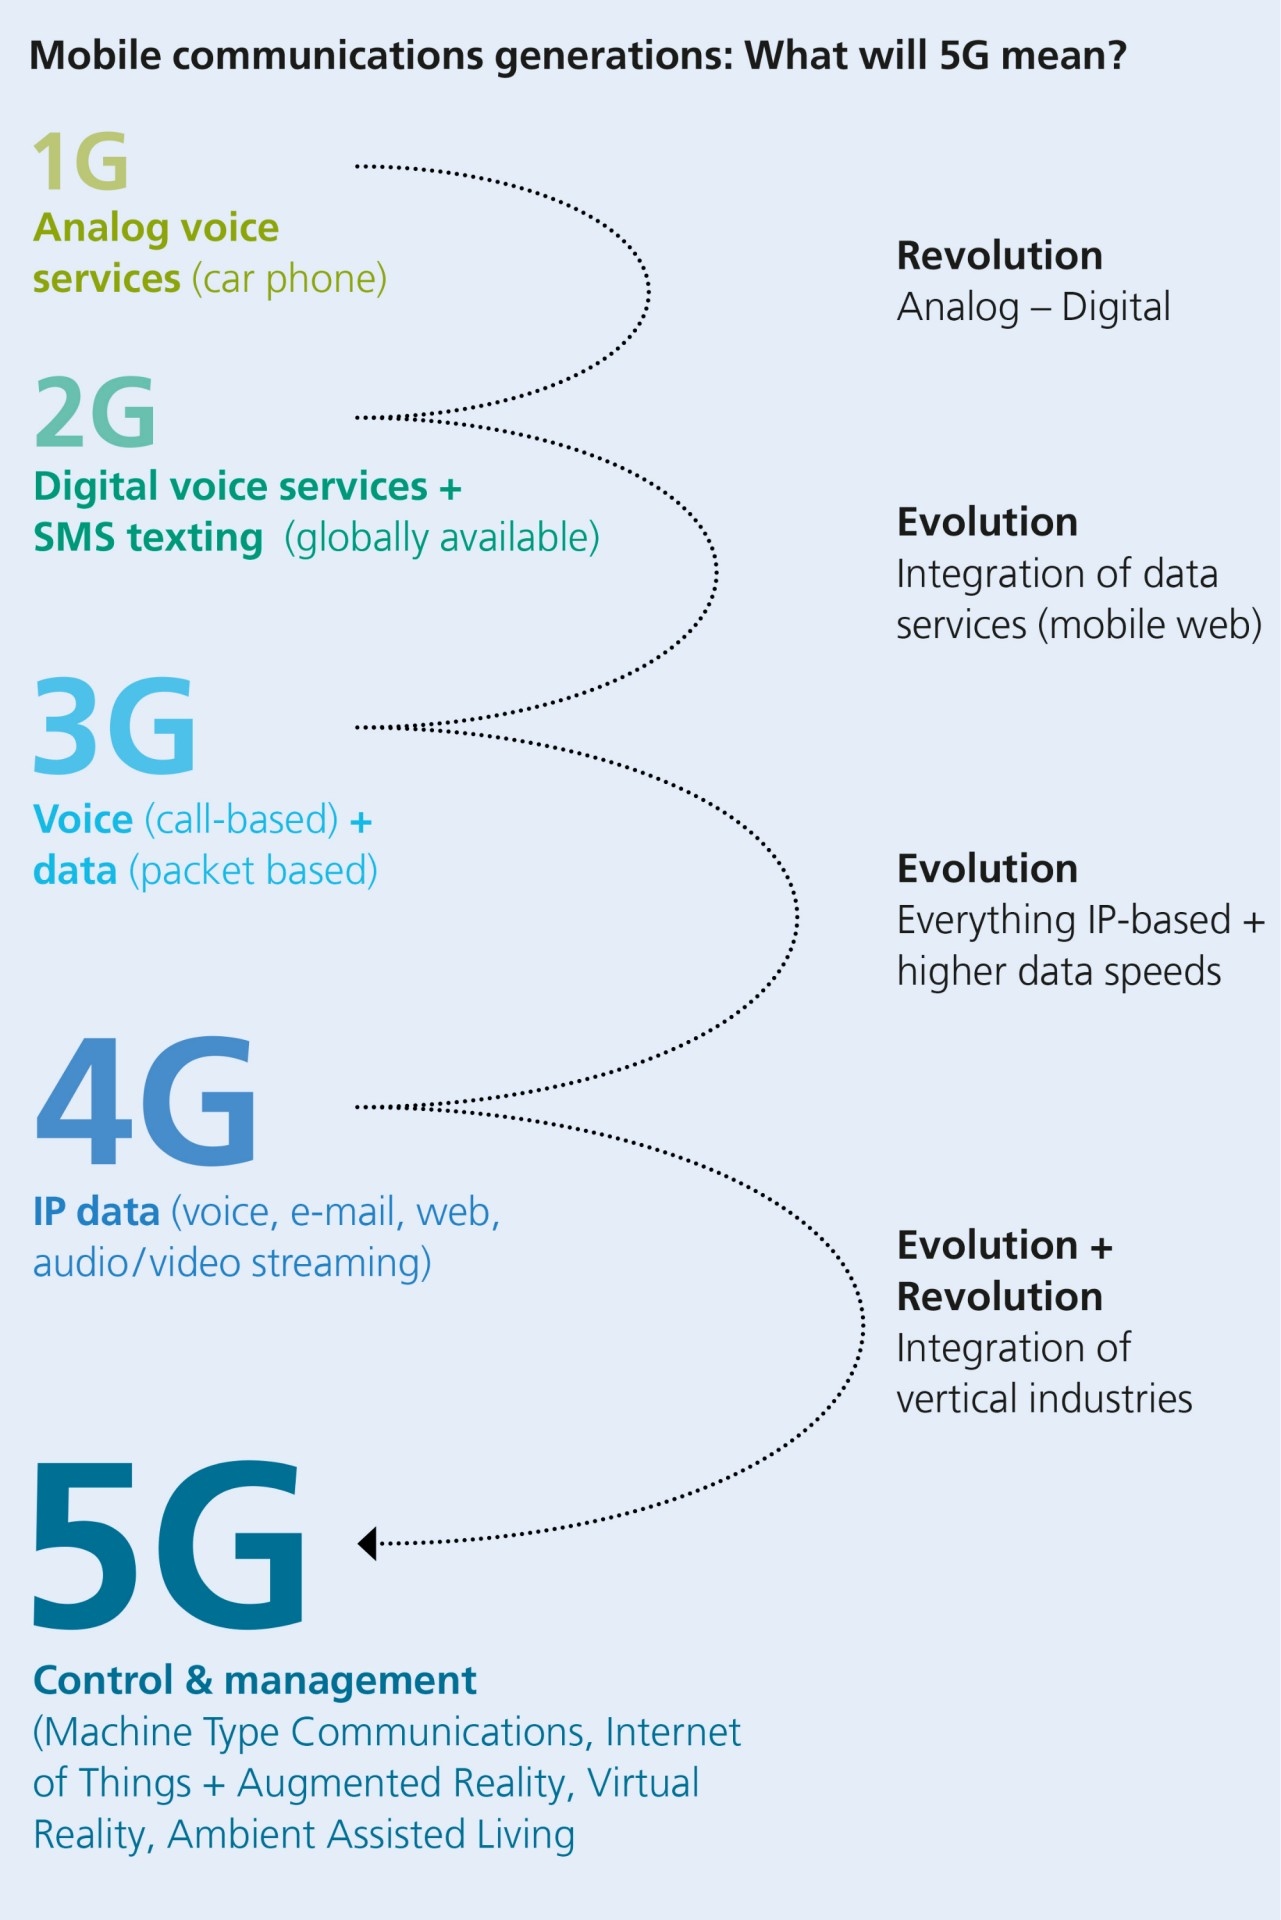 Mobile communications generations: What will 5G mean?
1G
Analog voice
services (car phone)
Revolution
Analog – Digital
2G
Digital voice services +
SMS texting (globally available)
Evolution
Integration of data
services (mobile web)
3G
Voice (call-based) +
data (packet based)
Evolution
Everything IP-based +
higher data speeds
4G
IP data (voice, e-mail, web,
audio/video streaming)
Evolution +
Revolution
Integration of
vertical industries
5G
Control & management
(Machine Type Communications, Internet
of Things + Augmented Reality, Virtual
Reality, Ambient Assisted Living